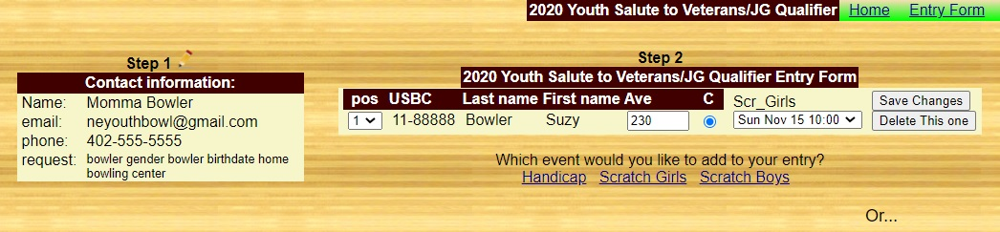 2020 Youth Salute to Veterans/JG Qualifier Home Entry Form
Step 1
Contact information:
Name: Momma Bowler
email: neyouthbowl@gmail.com
phone: 402-555-5555
request: bowler gender bowler birthdate home
bowling center
Step 2
2020 Youth Salute to Veterans/JG Qualifier Entry Form
pos USBC Last name First name Ave C Scr_Girls Save Changes
1 11-88888 Bowler Suzy 230 Sun Nov 15 10:00 Delete This one
Which event would you like to add to your entry?
Handicap Scratch Girls Scratch Boys
Or...